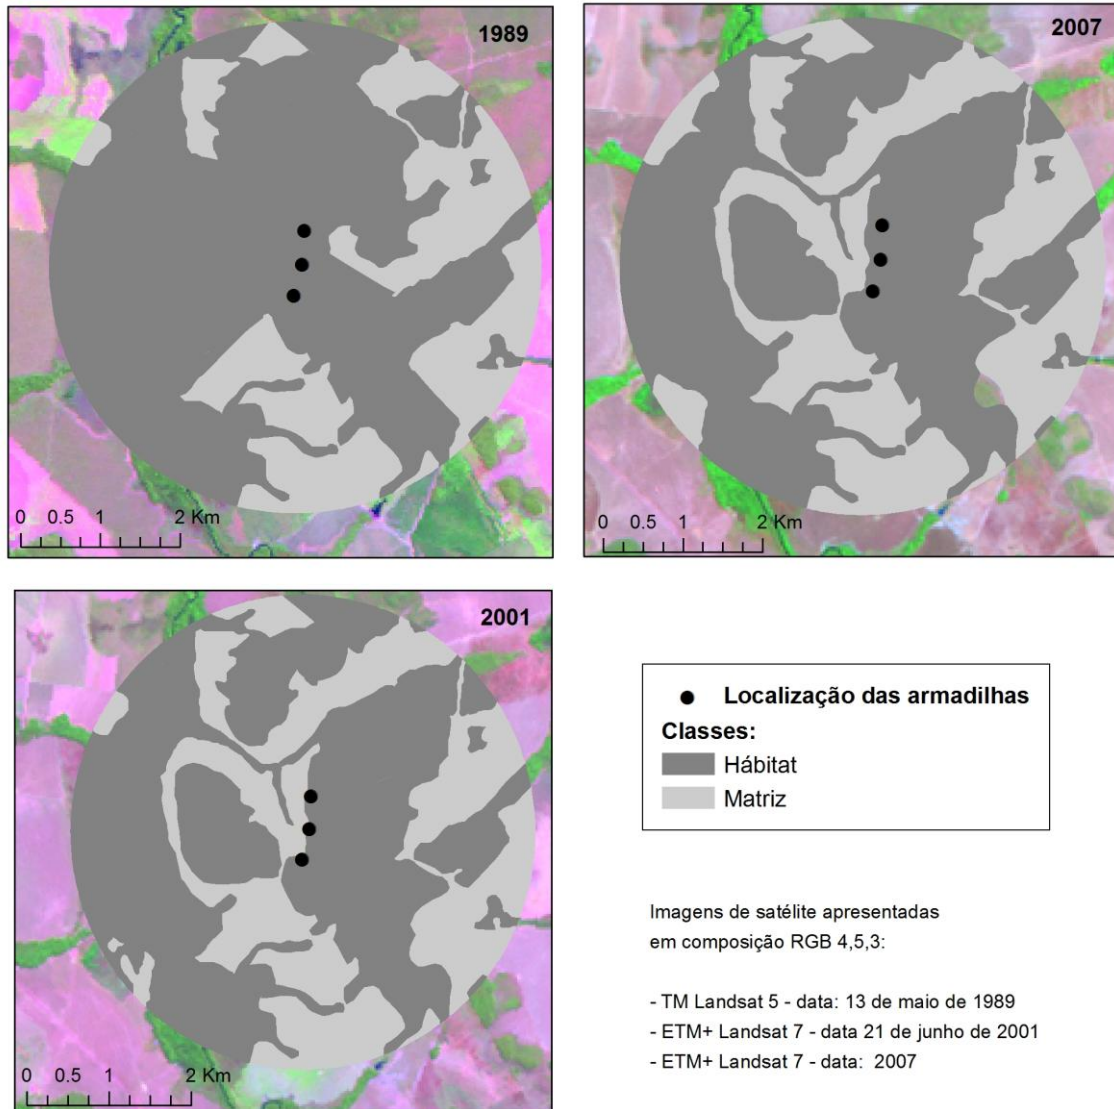 1989
0 0.5 1 2 Km
2007
0 0.5 1 2 Km
2001
0 0.5 1 2 Km
Localização das armadilhas
Classes:
Hábitat
Matriz
Imagens de satélite apresentadas
em composição RGB 4,5,3:
- TM Landsat 5 - data: 13 de maio de 1989
- ETM+ Landsat 7 - data 21 de junho de 2001
- ETM+ Landsat 7 - data: 2007